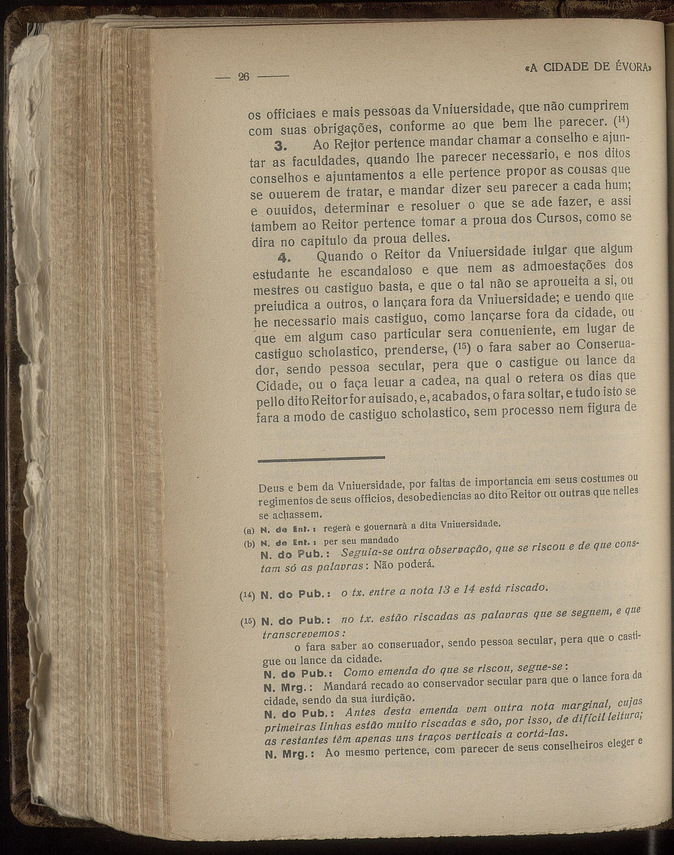 — 26 —
«A CIDADE DE ÉVORA»
os officiaes e mais pessoas da Vniuersidade, que não cumprirem
com suas obrigações, conforme ao que bem lhe parecer. (14)
3. Ao Rejtor pertence mandar chamar a conselho e ajun-
tar as faculdades, quando lhe parecer necessario, e nos ditos
conselhos e ajuntamentos a elle pertence propor as cousas que
se ouuerem de tratar, e mandar dizer seu parecer a cada hum;
e ouuidos, determinar e resoluer o que se ade fazer, e assi
tambem ao Reitor pertence tomar a proua dos Cursos, como se
dira no capitulo da proua delles.
4. Quando o Reitor da Vniuersidade iulgar que algum
estudante he escandaloso e que nem as admoestações dos
mestres ou castiguo basta, e que o tal não se aproueita a si, ou
preiudica a outros, o lançara fora da Vniuersidade; e uendo que
he necessario mais castiguo, como lançarse fora da cidade, ou
que em algum caso particular sera conueniente, em lugar de
castiguo scholastico, prenderse, (15) o fara saber ao Conserua-
dor, sendo pessoa secular, pera que o castigue ou lance da
Cidade, ou o faça leuar a cadea, na qual o retera os dias que
pello dito Reitor for auisado, e, acabados, o fara soltar, e tudo isto se
fara a modo de castiguo scholastico, sem processo nem figura de
Deus e bem da Vniuersidade, por faltas de importancia em seus costumes ou
regimentos de seus officios, desobediencias ao dito Reitor ou outras que nelles
se achassem.
(a) N. de Ent.: regerà e gouernará a dita Vniuersidade.
(b) N. de Ent.: per seu mandado
N. do Pub.: Seguia-se outra observação, que se riscou e de que cons-
tam só as palavras: Não poderá.
(14) N. do Pub.: o tx. entre a nota 13 e 14 está riscado.
(15) N. do Pub.: no tx. estão riscadas as palavras que se seguem, e que
transcrevemos:
o fara saber ao conseruador, sendo pessoa secular, pera que o casti-
gue ou lance da cidade.
N. do Pub.: Como emenda do que se riscou, segue-se:
N. Mrg.: Mandará recado ao conservador secular para que o lance fora da
cidade, sendo da sua iurdição.
N. do Pub.: Antes desta emenda vem outra nota marginal, cujas
primeiras linhas estão muito riscadas e são, por isso, de difícil leitura;
as restantes têm apenas uns traços verticais a cortá-las.
N. Mrg.: Ao mesmo pertence, com parecer de seus conselheiros eleger e